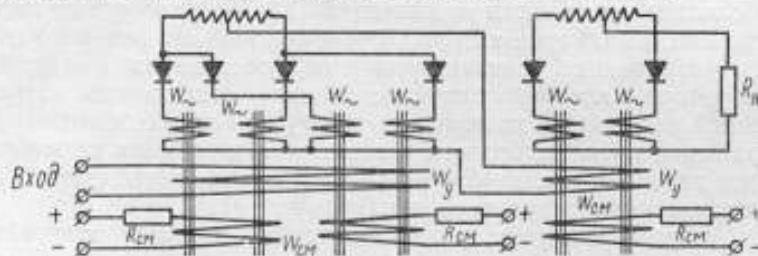 W~ W~ W~ W~ W~ W~
Rн
Вход
Wу Wу
Wсм
+ + +
Rсм Rсм Rсм
Wсм
- - -